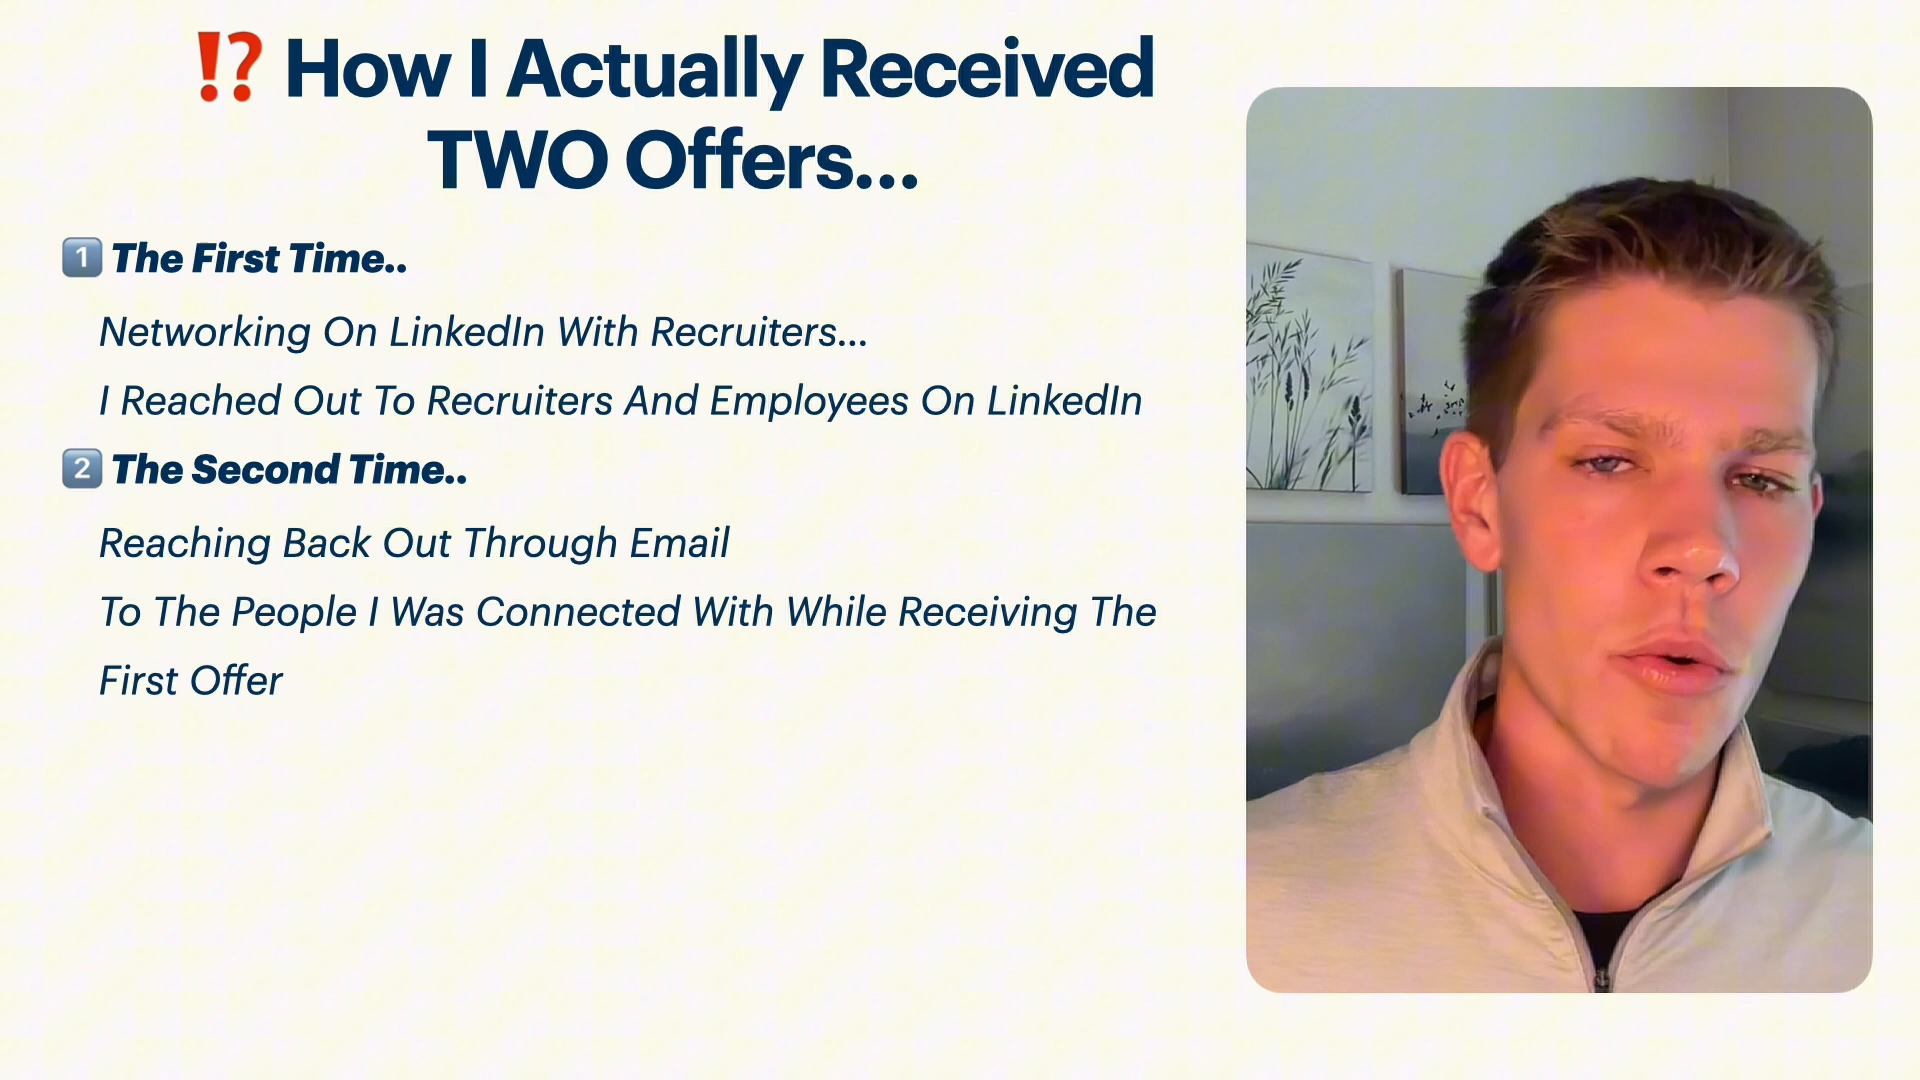 ⁉️ How I Actually Received
TWO Offers...
1 The First Time..
Networking On LinkedIn With Recruiters...
I Reached Out To Recruiters And Employees On LinkedIn
2 The Second Time..
Reaching Back Out Through Email
To The People I Was Connected With While Receiving The
First Offer